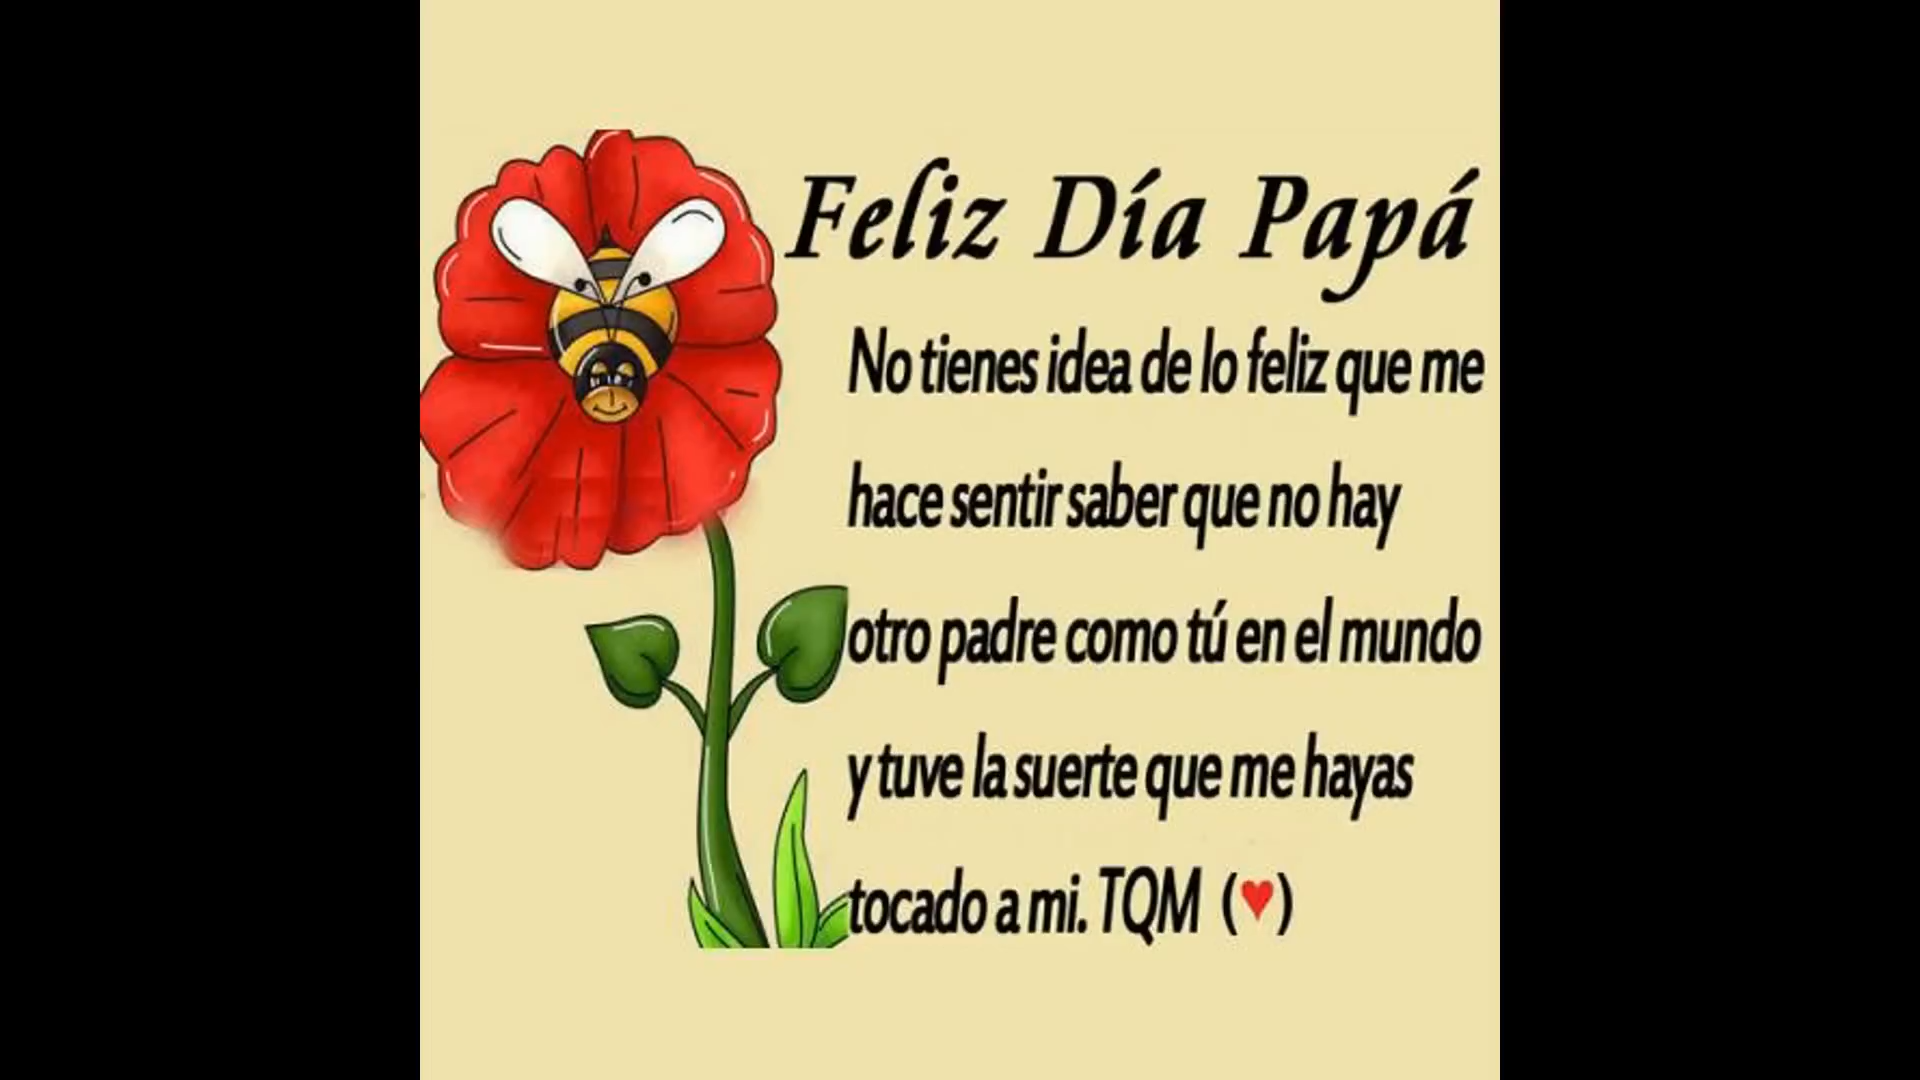 Feliz Día Papá
No tienes idea de lo feliz que me
hace sentir saber que no hay
otro padre como tú en el mundo
y tuve la suerte que me hayas
tocado a mi. TQM (♥)